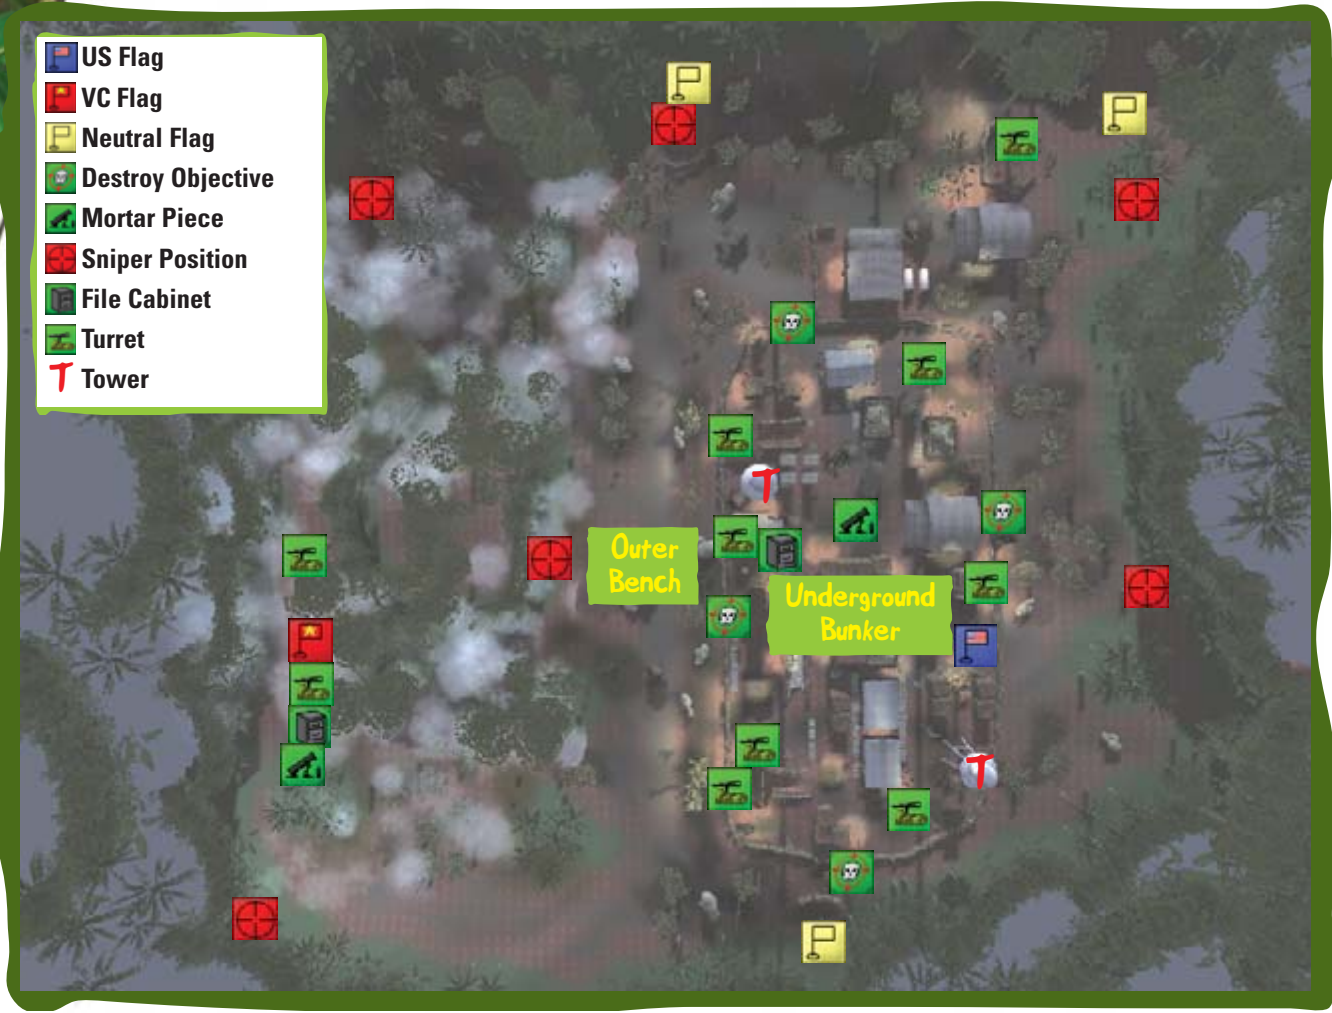 US Flag
VC Flag
Neutral Flag
Destroy Objective
Mortar Piece
Sniper Position
File Cabinet
Turret
T Tower
T
Outer
Bench
Underground
Bunker
T